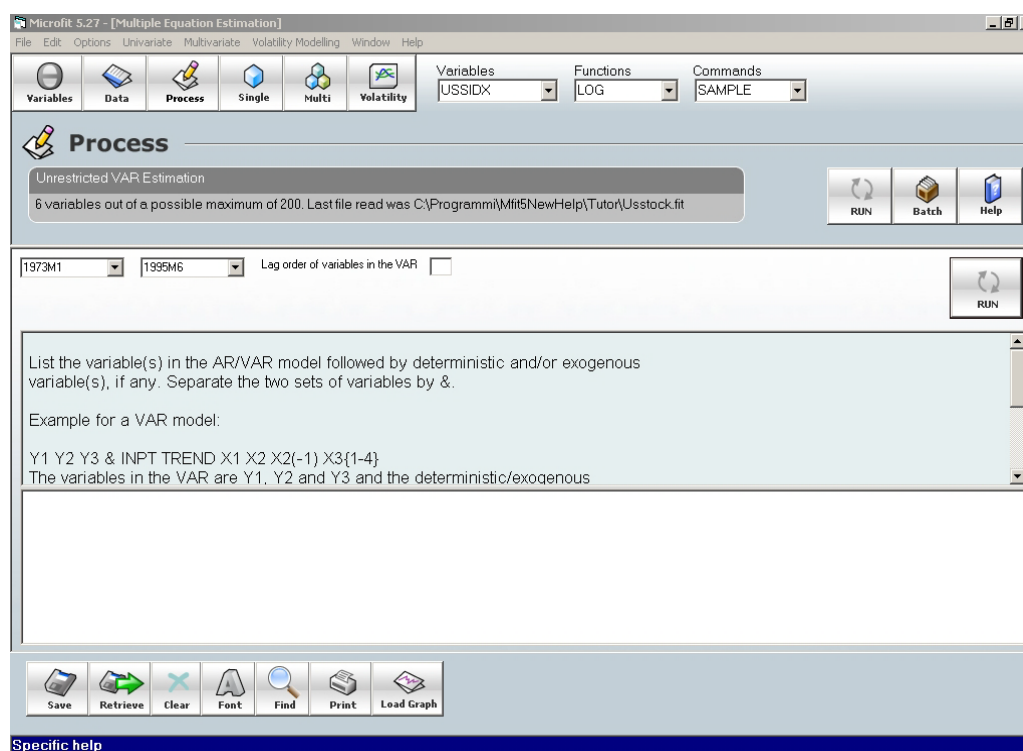 Microfit 5.27 - [Multiple Equation Estimation]
File Edit Options Univariate Multivariate Volatility Modelling Window Help
Variables Functions Commands
USSIDX LOG SAMPLE
Variables Data Process Single Multi Volatility
Process
Unrestricted VAR Estimation
6 variables out of a possible maximum of 200. Last file read was C:\Programmi\Mfit5NewHelp\Tutor\Usstock.fit
RUN Batch Help
1973M1 1995M6 Lag order of variables in the VAR
RUN
List the variable(s) in the AR/VAR model followed by deterministic and/or exogenous
variable(s), if any. Separate the two sets of variables by &.
Example for a VAR model:
Y1 Y2 Y3 & INPT TREND X1 X2 X2(-1) X3{1-4}
The variables in the VAR are Y1, Y2 and Y3 and the deterministic/exogenous
Save Retrieve Clear Font Find Print Load Graph
Specific help